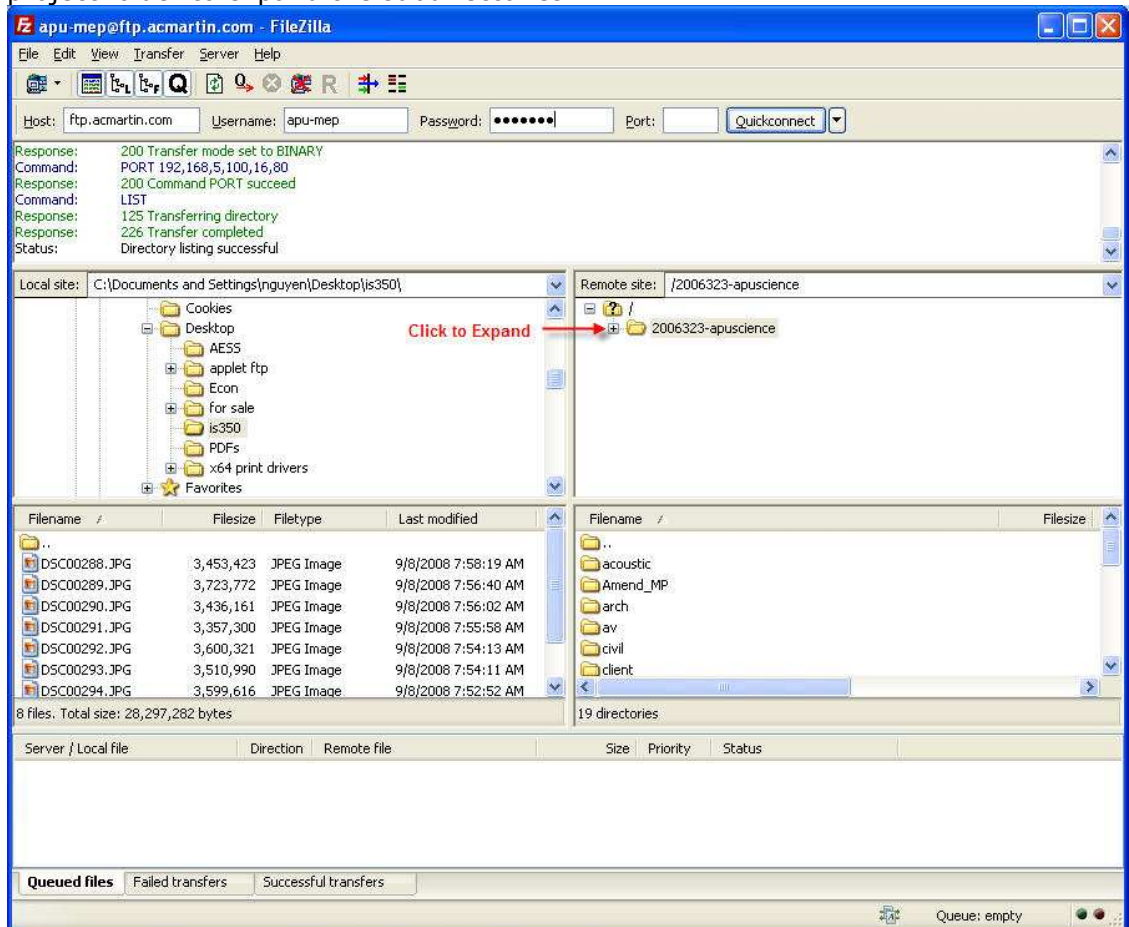 apu-mep@ftp.acmartin.com - FileZilla
File Edit View Transfer Server Help
Host: ftp.acmartin.com Username: apu-mep Password: ●●●●●●● Port: Quickconnect
Response: 200 Transfer mode set to BINARY
Command: PORT 192,168,5,100,16,80
Response: 200 Command PORT succeed
Command: LIST
Response: 125 Transferring directory
Response: 226 Transfer completed
Status: Directory listing successful
Local site: C:\Documents and Settings\nguyen\Desktop\is350\
Cookies
Desktop
AESS
applet ftp
Econ
for sale
is350
PDFs
x64 print drivers
Favorites
Click to Expand
Remote site: /2006323-apuscience
/
2006323-apuscience
Filename / Filesize Filetype Last modified
..
DSC00288.JPG 3,453,423 JPEG Image 9/8/2008 7:58:19 AM
DSC00289.JPG 3,723,772 JPEG Image 9/8/2008 7:56:40 AM
DSC00290.JPG 3,436,161 JPEG Image 9/8/2008 7:56:02 AM
DSC00291.JPG 3,357,300 JPEG Image 9/8/2008 7:55:58 AM
DSC00292.JPG 3,600,321 JPEG Image 9/8/2008 7:54:13 AM
DSC00293.JPG 3,510,990 JPEG Image 9/8/2008 7:54:11 AM
DSC00294.JPG 3,599,616 JPEG Image 9/8/2008 7:52:52 AM
8 files. Total size: 28,297,282 bytes
Filename / Filesize
..
acoustic
Amend_MP
arch
av
civil
client
19 directories
Server / Local file Direction Remote file Size Priority Status
Queued files Failed transfers Successful transfers
Queue: empty